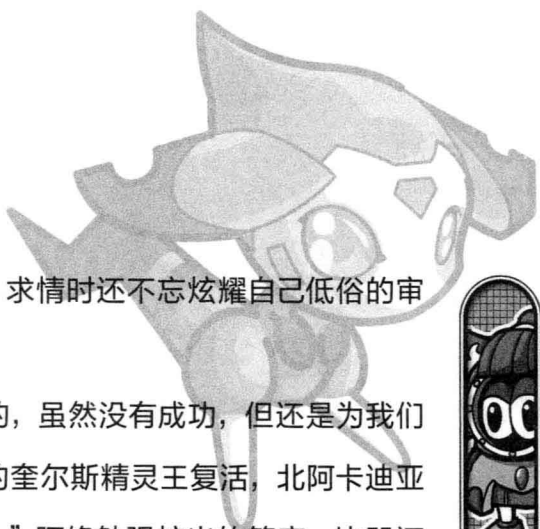 求情时还不忘炫耀自己低俗的审
的，虽然没有成功，但还是为我们
的奎尔斯精灵王复活，北阿卡迪亚